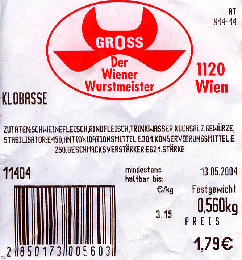 AT
N14-14
GROSS
Der
Wiener
Wurstmeister
1120
Wien
KLOBASSE
ZUTATEN:SCHWEINEFLEISCH,RINDFLEISCH,TRINKWASSER,KOCHSALZ,GEWÜRZE,
STABILISATOR:E450,ANTIOXIDATIONSMITTEL E301,KONSERVIERUNGSMITTEL E
250,GESCHMACKSVERSTÄRKER E621,STÄRKE
11404
mindestens
haltbar bis:
13.05.2004
€/kg
Festgewicht
3.15
0,560kg
PREIS
1,79€
2 850173 005603